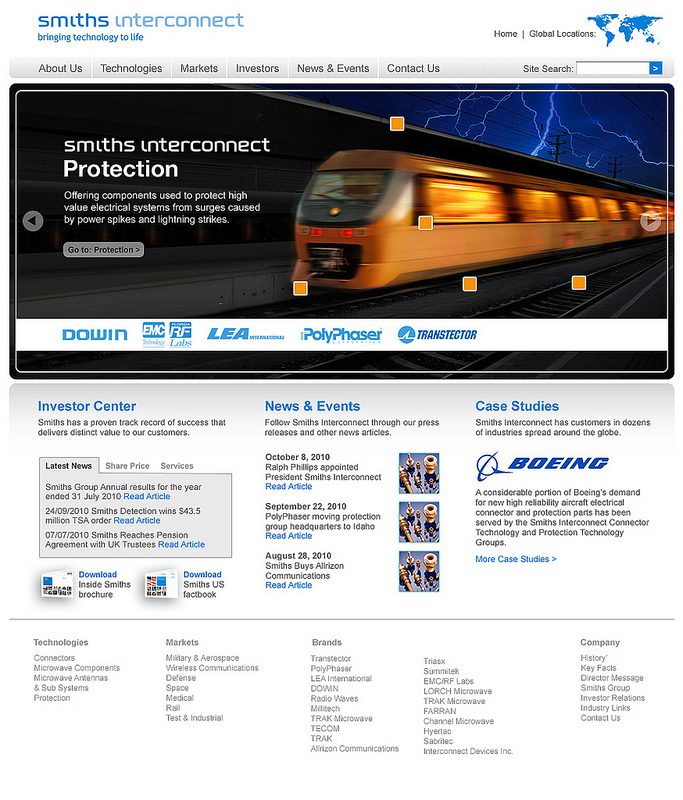 smiths interconnect
bringing technology to life
Home | Global Locations:
About Us Technologies Markets Investors News & Events Contact Us Site Search: >
smiths interconnect
Protection
Offering components used to protect high
value electrical systems from surges caused
by power spikes and lightning strikes.
Go to: Protection >
DOWIN EMC Technology FLORIDA RF Labs LEA INTERNATIONAL PolyPhaser CORPORATION TRANSTECTOR
Investor Center
Smiths has a proven track record of success that
delivers distinct value to our customers.
Latest News Share Price Services
Smiths Group Annual results for the year
ended 31 July 2010 Read Article
24/09/2010 Smiths Detection wins $43.5
million TSA order Read Article
07/07/2010 Smiths Reaches Pension
Agreement with UK Trustees Read Article
Download
Inside Smiths
brochure
Download
Smiths US
factbook
News & Events
Follow Smiths Interconnect through our press
releases and other news articles.
October 8, 2010
Ralph Phillips appointed
President Smiths Interconnect
Read Article
September 22, 2010
PolyPhaser moving protection
group headquarters to Idaho
Read Article
August 28, 2010
Smiths Buys Allrizon
Communications
Read Article
Case Studies
Smiths Interconnect has customers in dozens
of industries spread around the globe.
BOEING
A considerable portion of Boeing's demand
for new high reliability aircraft electrical
connector and protection parts has been
served by the Smiths Interconnect Connector
Technology and Protection Technology
Groups.
More Case Studies >
Technologies
Connectors
Microwave Components
Microwave Antennas
& Sub Systems
Protection
Markets
Military & Aerospace
Wireless Communications
Defense
Space
Medical
Rail
Test & Industrial
Brands
Transtector
PolyPhaser
LEA International
DOWIN
Radio Waves
Millitech
TRAK Microwave
TECOM
TRAK
Allrizon Communications
Triasx
Summitek
EMC/RF Labs
LORCH Microwave
TRAK Microwave
FARRAN
Channel Microwave
Hyertac
Sabritec
Interconnect Devices Inc.
Company
History'
Key Facts
Director Message
Smiths Group
Investor Relations
Industry Links
Contact Us